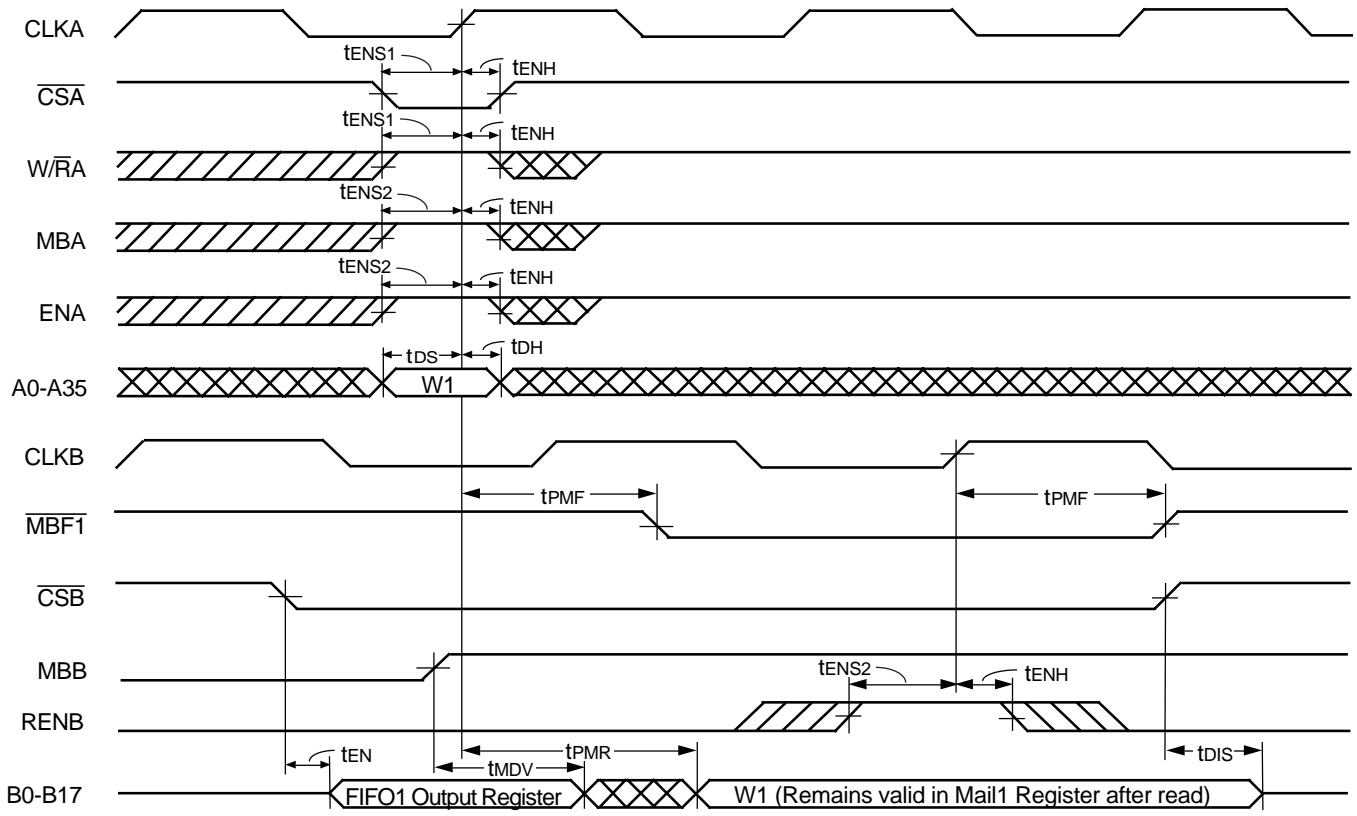 CLKA
tENS1
tENH
CSA
tENS1
tENH
W/RA
tENS2
tENH
MBA
tENS2
tENH
ENA
tDS
tDH
A0-A35
W1
CLKB
tPMF
tPMF
MBF1
CSB
MBB
tENS2
tENH
RENB
tEN
tMDV
tPMR
tDIS
B0-B17
FIFO1 Output Register
W1 (Remains valid in Mail1 Register after read)